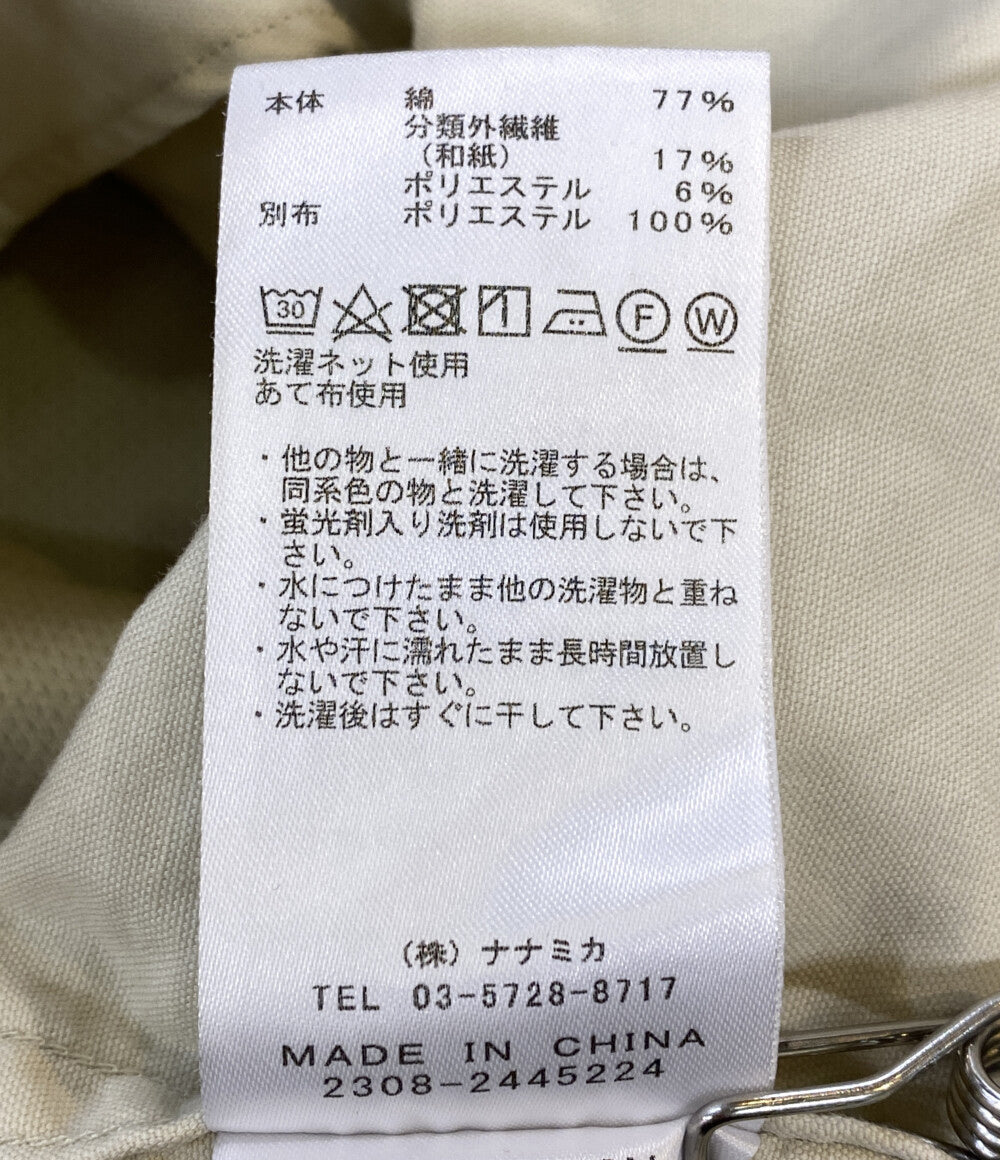 本体 綿 77%
分類外繊維
(和紙) 17%
ポリエステル 6%
別布 ポリエステル 100%
30 F W
洗濯ネット使用
あて布使用
・他の物と一緒に洗濯する場合は、
同系色の物と洗濯して下さい。
・蛍光剤入り洗剤は使用しないで下
さい。
・水につけたまま他の洗濯物と重ね
ないで下さい。
・水や汗に濡れたまま長時間放置し
ないで下さい。
・洗濯後はすぐに干して下さい。
(株)ナナミカ
TEL 03-5728-8717
MADE IN CHINA
2308-2445224